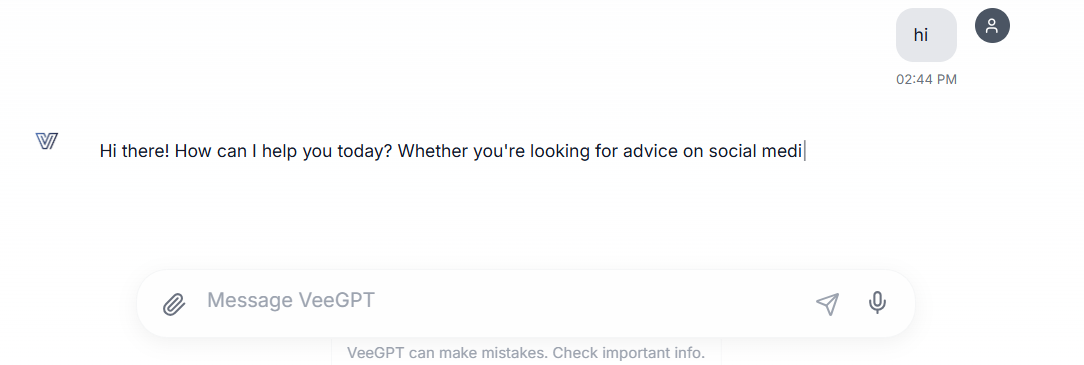 hi
02:44 PM
Hi there! How can I help you today? Whether you're looking for advice on social medi
Message VeeGPT
VeeGPT can make mistakes. Check important info.